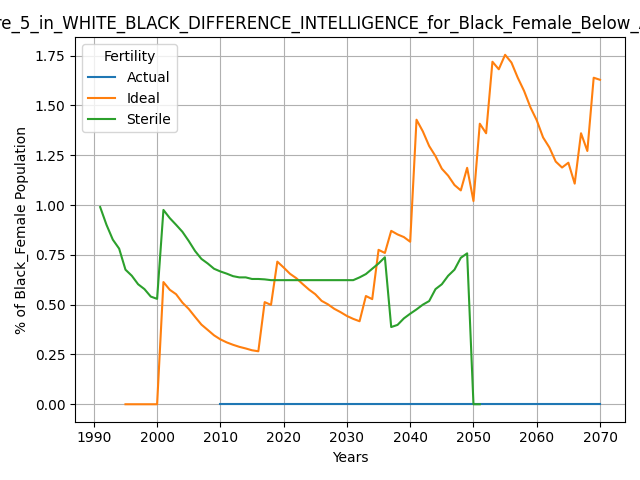 re_5_in_WHITE_BLACK_DIFFERENCE_INTELLIGENCE_for_Black_Female_Below_
Fertility
Actual
Ideal
Sterile
% of Black_Female Population
1.75
1.50
1.25
1.00
0.75
0.50
0.25
0.00
1990 2000 2010 2020 2030 2040 2050 2060 2070
Years